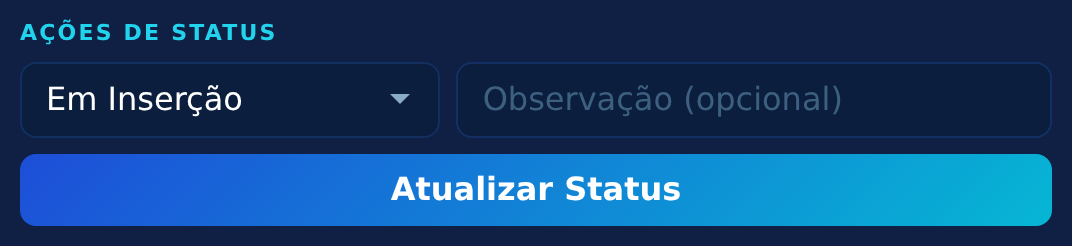 AÇÕES DE STATUS
Em Inserção
Observação (opcional)
Atualizar Status